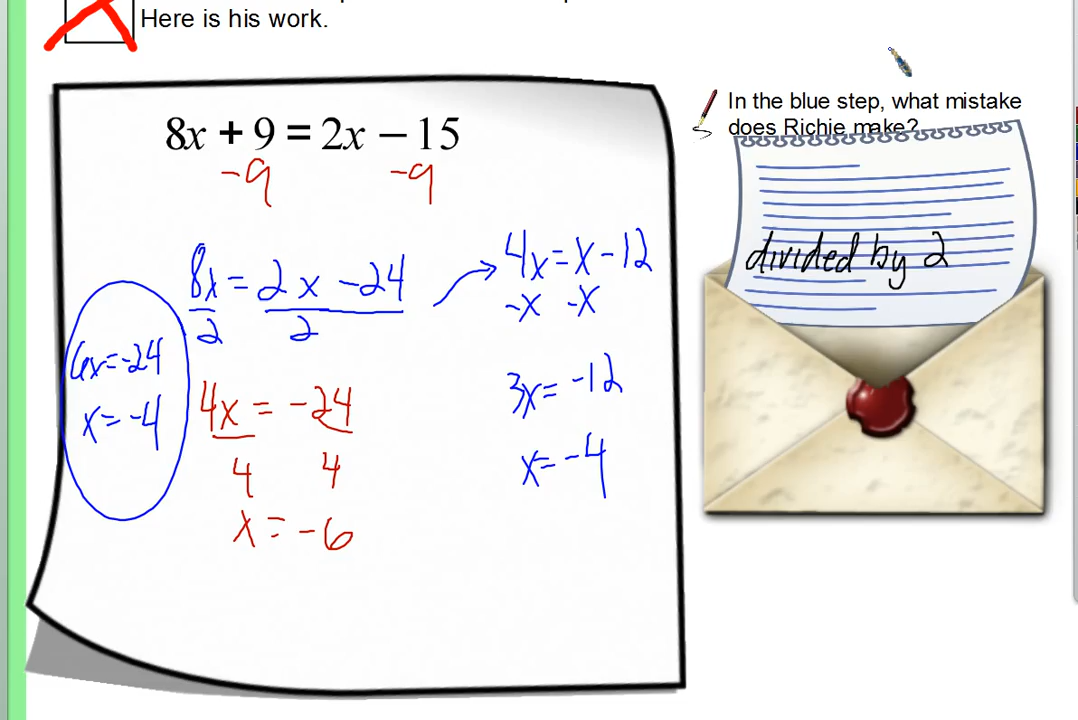 Here is his work.
8x + 9 = 2x − 15
-9 -9
8x = 2x -24
2 2
4x = -24
4 4
x = -6
6x=-24
x=-4
4x=x-12
-x -x
3x= -12
x= -4
In the blue step, what mistake
does Richie make?
divided by 2